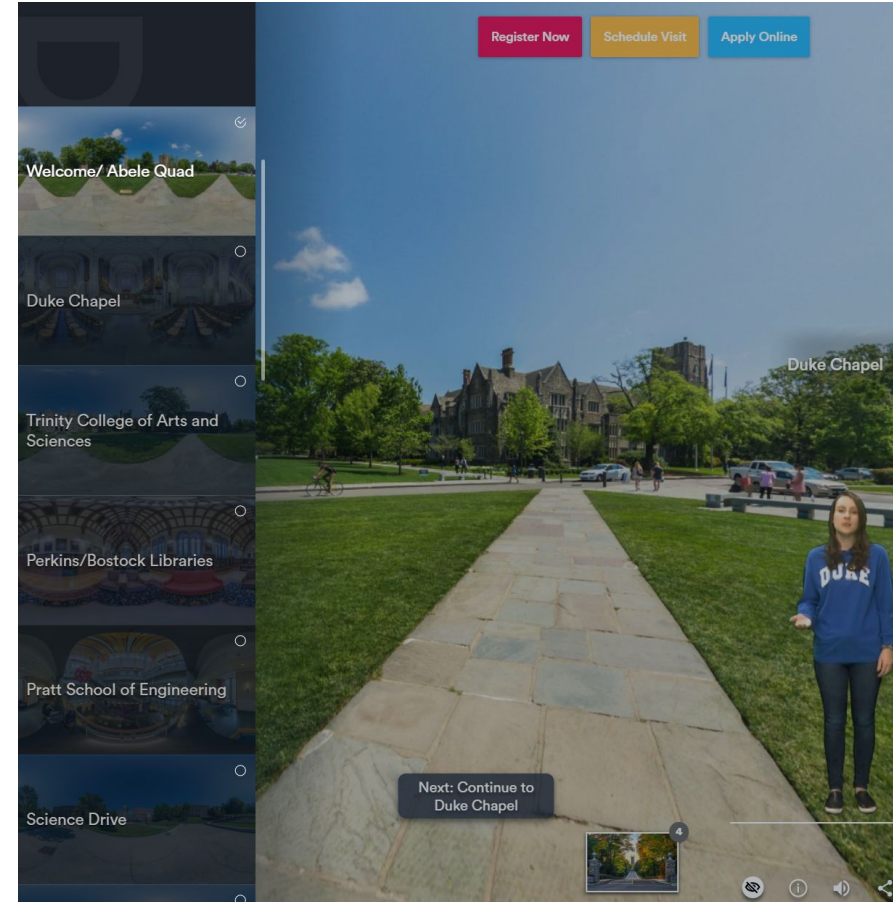 D
Register Now
Schedule Visit
Apply Online
Welcome/ Abele Quad
Duke Chapel
Trinity College of Arts and
Sciences
Perkins/Bostock Libraries
Pratt School of Engineering
Science Drive
Duke Chapel
DUKE
Next: Continue to
Duke Chapel
4